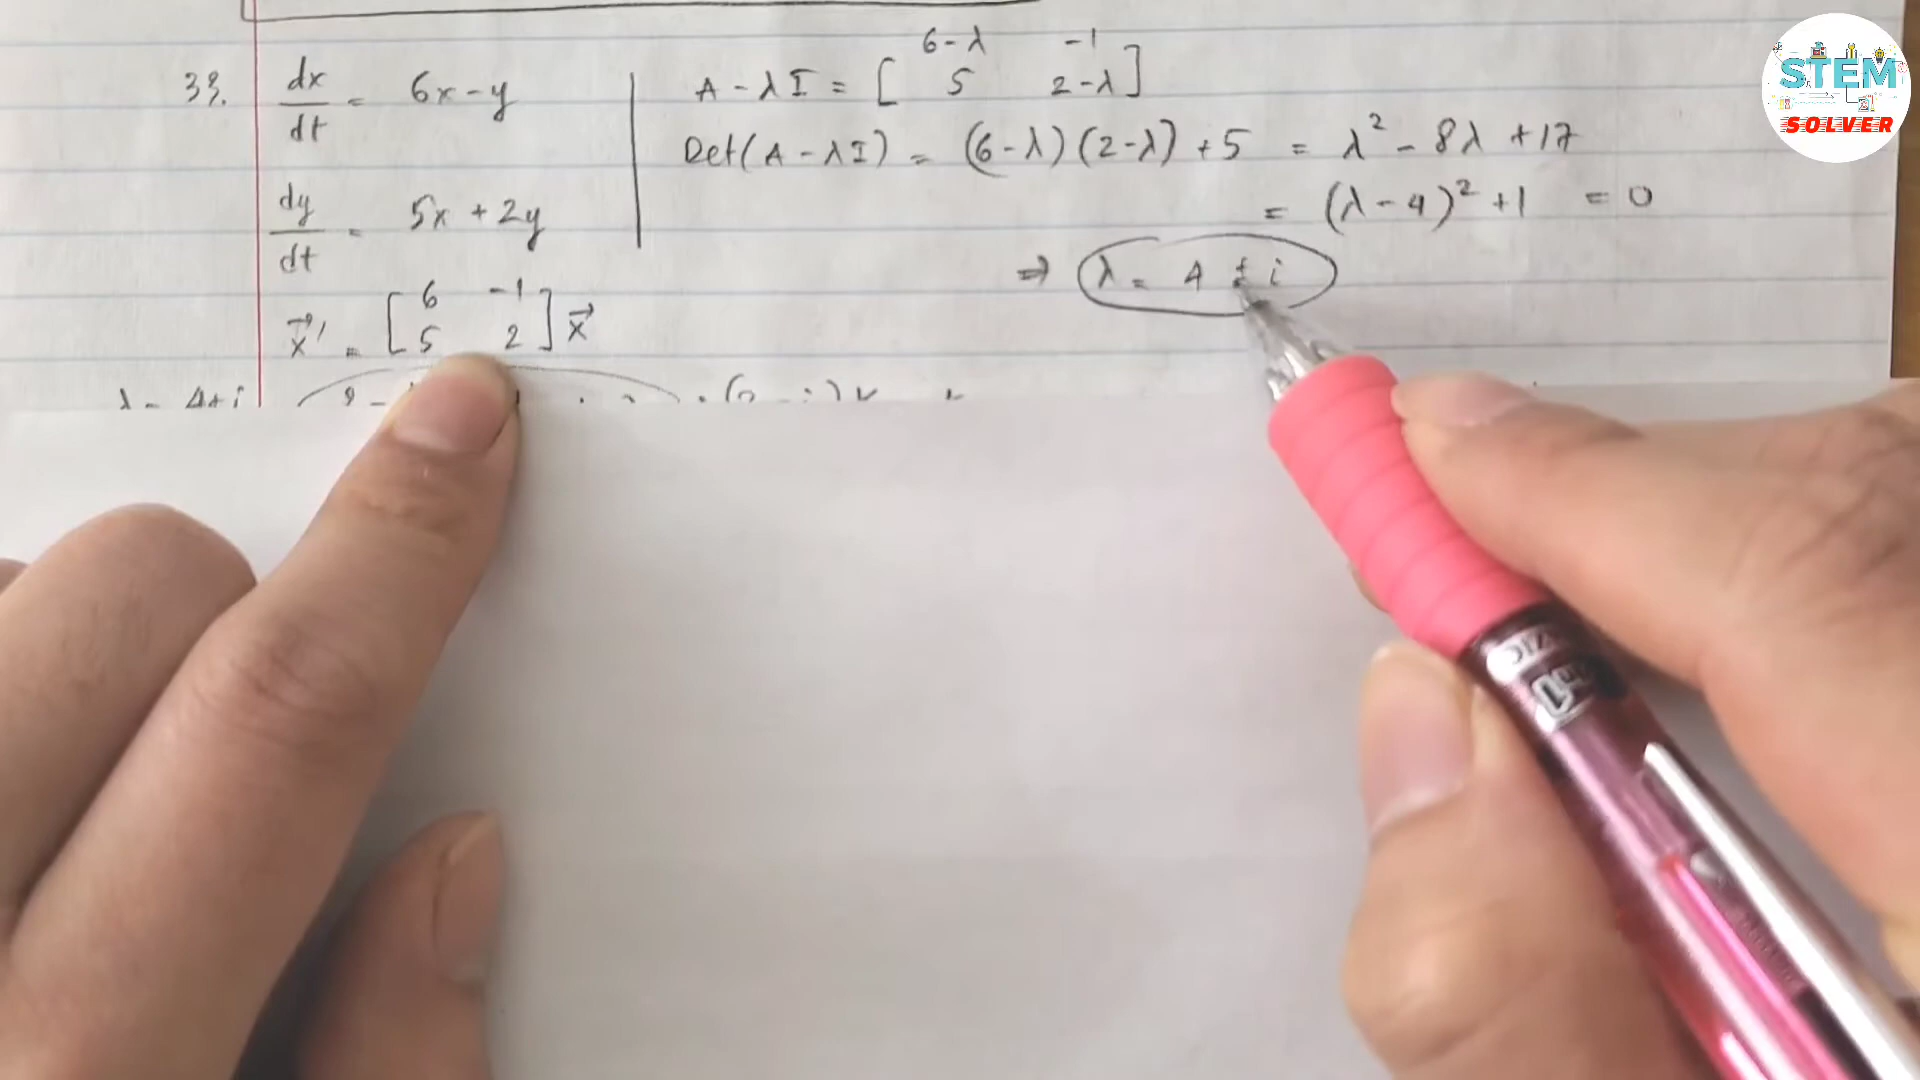 33. dx/dt = 6x - y
dy/dt = 5x + 2y
x⃗' = [6 -1; 5 2] x⃗
A - λI = [6-λ -1; 5 2-λ]
Det(A - λI) = (6-λ)(2-λ) + 5 = λ² - 8λ + 17
= (λ-4)² + 1 = 0
⇒ λ = 4 ± i
λ = 4+i
STEM
SOLVER